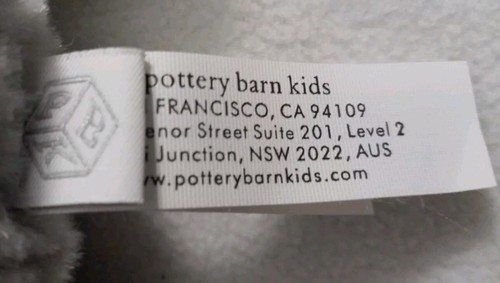 pottery barn kids
FRANCISCO, CA 94109
enor Street Suite 201, Level 2
i Junction, NSW 2022, AUS
w.potterybarnkids.com
P
B
K